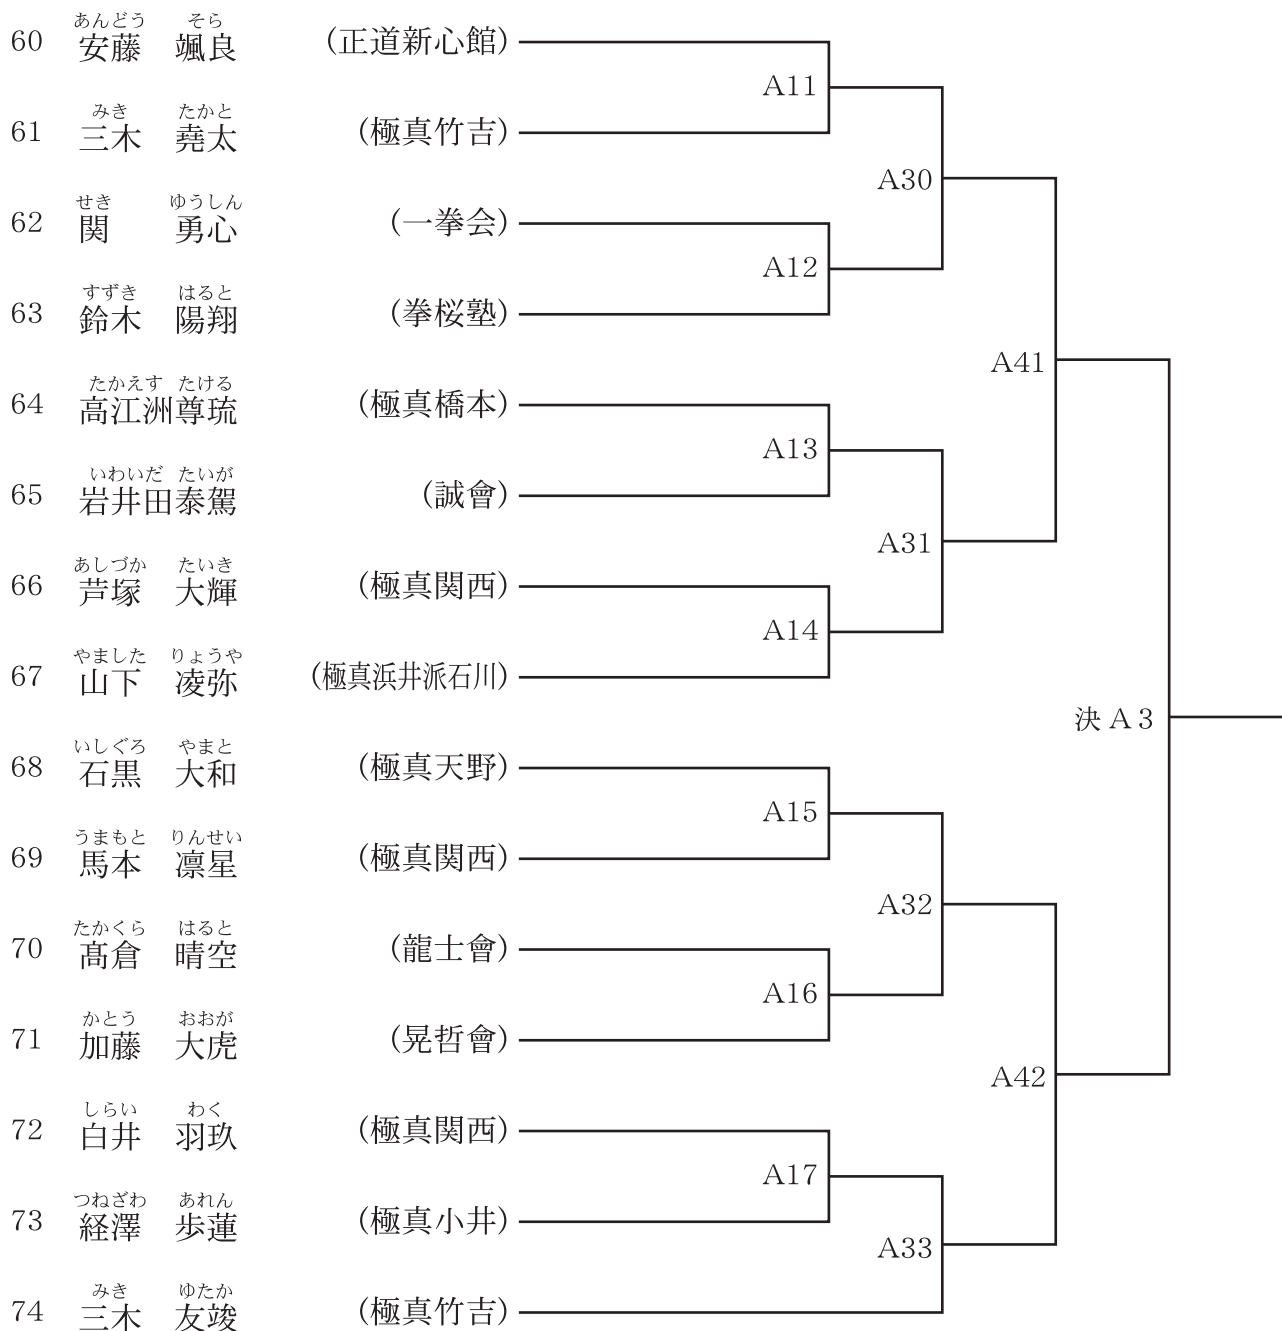 あんどう そら
60 安藤 颯良 (正道新心館)
A11
みき たかと
61 三木 堯太 (極真竹吉)
A30
せき ゆうしん
62 関 勇心 (一拳会)
A12
すずき はると
63 鈴木 陽翔 (拳桜塾)
A41
たかえす たける
64 高江洲尊琉 (極真橋本)
A13
いわいだ たいが
65 岩井田泰駕 (誠會)
A31
あしづか たいき
66 芦塚 大輝 (極真関西)
A14
やました りょうや
67 山下 凌弥 (極真浜井派石川)
決A3
いしぐろ やまと
68 石黒 大和 (極真天野)
A15
うまもと りんせい
69 馬本 凛星 (極真関西)
A32
たかくら はると
70 髙倉 晴空 (龍士會)
A16
かとう おおが
71 加藤 大虎 (晃哲會)
A42
しらい わく
72 白井 羽玖 (極真関西)
A17
つねざわ あれん
73 経澤 歩蓮 (極真小井)
A33
みき ゆたか
74 三木 友竣 (極真竹吉)